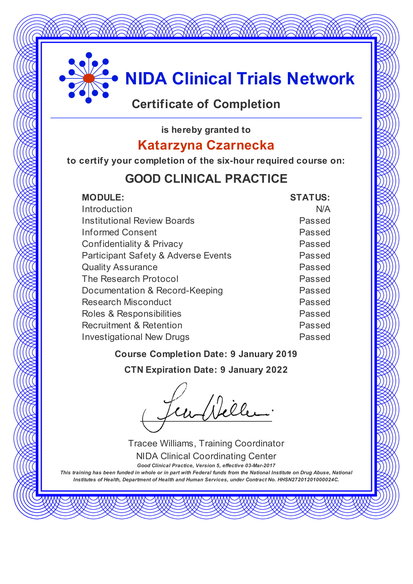 NIDA Clinical Trials Network
Certificate of Completion
is hereby granted to
Katarzyna Czarnecka
to certify your completion of the six-hour required course on:
GOOD CLINICAL PRACTICE
MODULE: STATUS:
Introduction N/A
Institutional Review Boards Passed
Informed Consent Passed
Confidentiality & Privacy Passed
Participant Safety & Adverse Events Passed
Quality Assurance Passed
The Research Protocol Passed
Documentation & Record-Keeping Passed
Research Misconduct Passed
Roles & Responsibilities Passed
Recruitment & Retention Passed
Investigational New Drugs Passed
Course Completion Date: 9 January 2019
CTN Expiration Date: 9 January 2022
Tracee Williams, Training Coordinator
NIDA Clinical Coordinating Center
Good Clinical Practice, Version 5, effective 03-Mar-2017
This training has been funded in whole or in part with Federal funds from the National Institute on Drug Abuse, National
Institutes of Health, Department of Health and Human Services, under Contract No. HHSN27201201000024C.